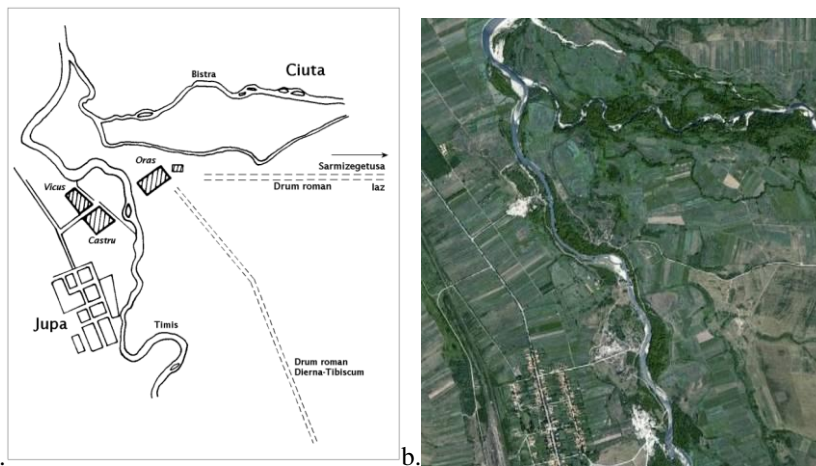 Ciuta
Bistra
Oras
Sarmizegetusa
Drum roman
Iaz
Vicus
Castru
Jupa
Timis
Drum roman
Dierna-Tibiscum
.
b.